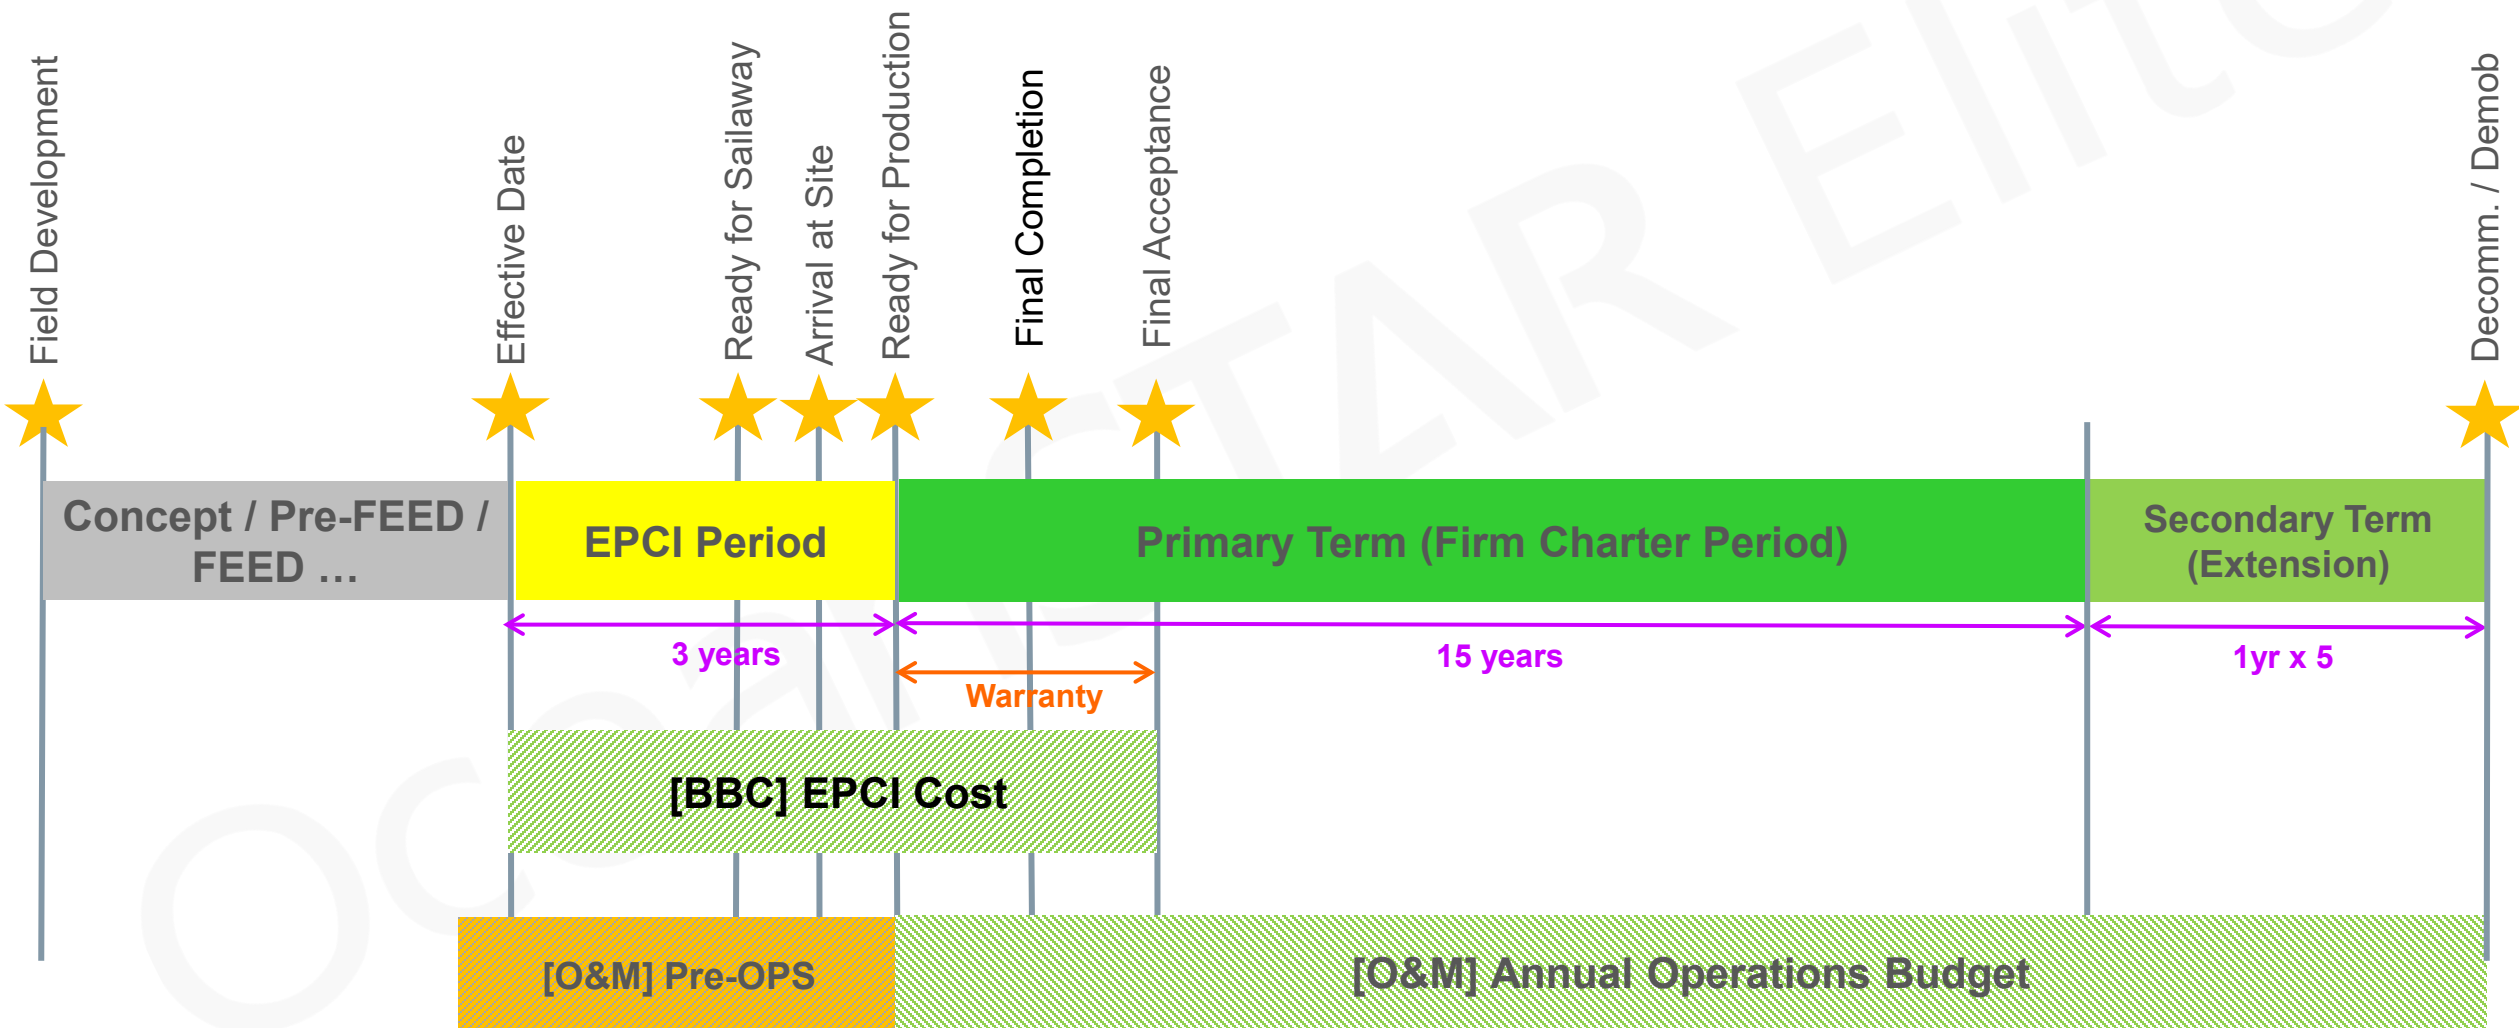 Field Development
Effective Date
Ready for Sailaway
Arrival at Site
Ready for Production
Final Completion
Final Acceptance
Decomm. / Demob
Concept / Pre-FEED /
FEED …
EPCI Period
Primary Term (Firm Charter Period)
Secondary Term
(Extension)
3 years
15 years
1yr x 5
Warranty
[BBC] EPCI Cost
[O&M] Pre-OPS
[O&M] Annual Operations Budget